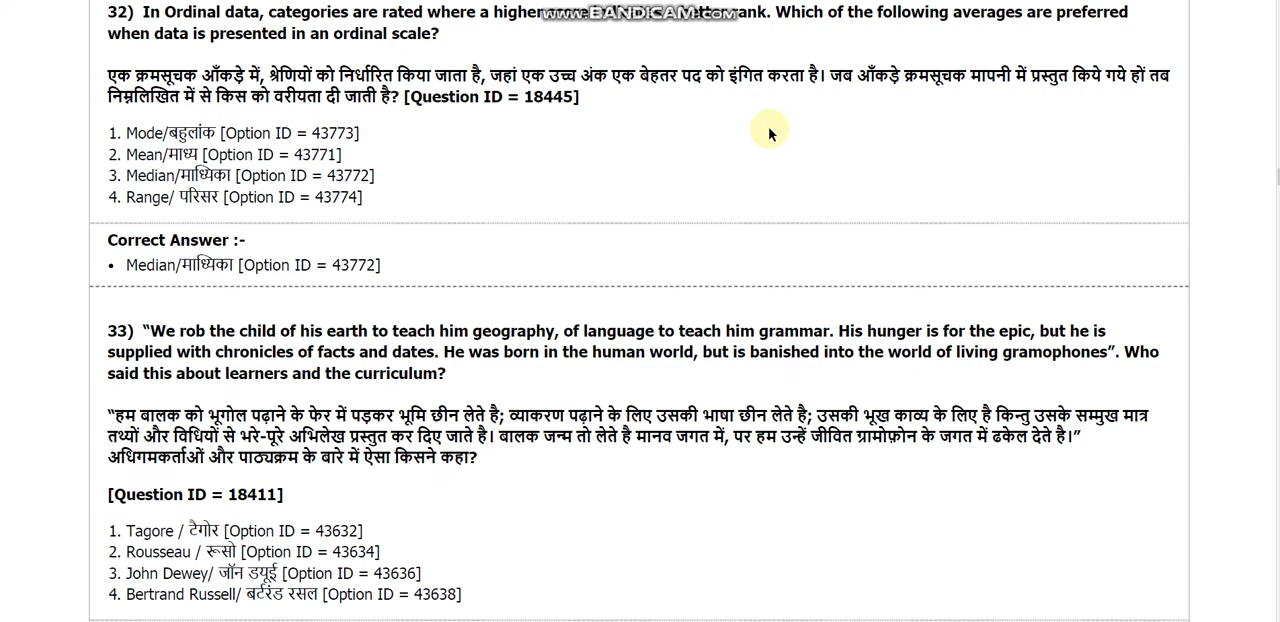 32) In Ordinal data, categories are rated where a higher rank. Which of the following averages are preferred
www.BANDICAM.com
when data is presented in an ordinal scale?
एक क्रमसूचक आँकड़े में, श्रेणियों को निर्धारित किया जाता है, जहां एक उच्च अंक एक बेहतर पद को इंगित करता है। जब आँकड़े क्रमसूचक मापनी में प्रस्तुत किये गये हों तब
निम्नलिखित में से किस को वरीयता दी जाती है? [Question ID = 18445]
1. Mode/बहुलांक [Option ID = 43773]
2. Mean/माध्य [Option ID = 43771]
3. Median/माध्यिका [Option ID = 43772]
4. Range/ परिसर [Option ID = 43774]
Correct Answer :-
• Median/माध्यिका [Option ID = 43772]
33) “We rob the child of his earth to teach him geography, of language to teach him grammar. His hunger is for the epic, but he is
supplied with chronicles of facts and dates. He was born in the human world, but is banished into the world of living gramophones”. Who
said this about learners and the curriculum?
“हम बालक को भूगोल पढ़ाने के फेर में पड़कर भूमि छीन लेते है; व्याकरण पढ़ाने के लिए उसकी भाषा छीन लेते है; उसकी भूख काव्य के लिए है किन्तु उसके सम्मुख मात्र
तथ्यों और विधियों से भरे-पूरे अभिलेख प्रस्तुत कर दिए जाते है। बालक जन्म तो लेते है मानव जगत में, पर हम उन्हें जीवित ग्रामोफ़ोन के जगत में ढकेल देते है।”
अधिगमकर्ताओं और पाठ्यक्रम के बारे में ऐसा किसने कहा?
[Question ID = 18411]
1. Tagore / टैगोर [Option ID = 43632]
2. Rousseau / रूसो [Option ID = 43634]
3. John Dewey/ जॉन डयूई [Option ID = 43636]
4. Bertrand Russell/ बर्टरंड रसल [Option ID = 43638]